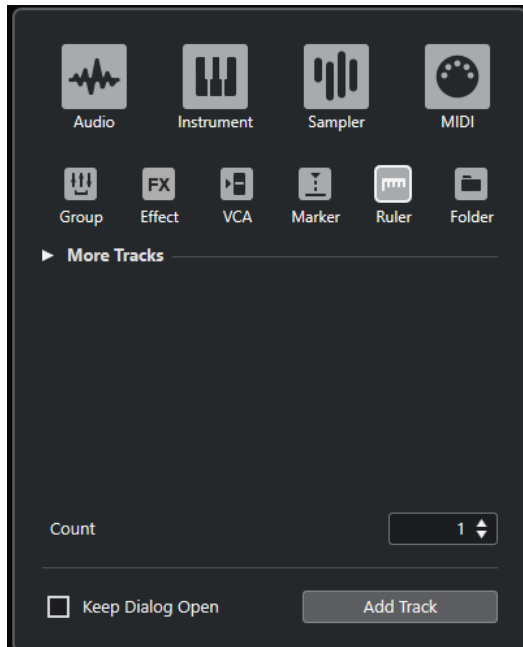 Audio Instrument Sampler MIDI
FX
Group Effect VCA Marker Ruler Folder
More Tracks
Count 1
Keep Dialog Open Add Track